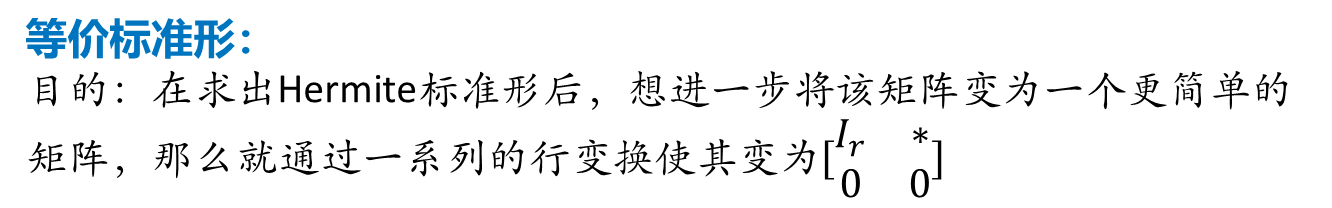 等价标准形：
目的：在求出Hermite标准形后，想进一步将该矩阵变为一个更简单的
矩阵，那么就通过一系列的行变换使其变为[I_r * 0 0]